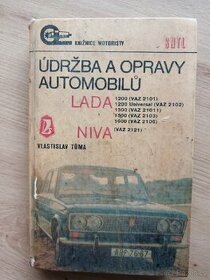 KNIŽNICE MOTORISTY
SNTL
ÚDRŽBA A OPRAVY
AUTOMOBILŮ
LADA
1200 (VAZ 2101)
1200 Universal (VAZ 2102)
1300 (VAZ 21011)
1500 (VAZ 2103)
1600 (VAZ 2106)
NIVA
(VAZ 2121)
VLASTISLAV TŮMA